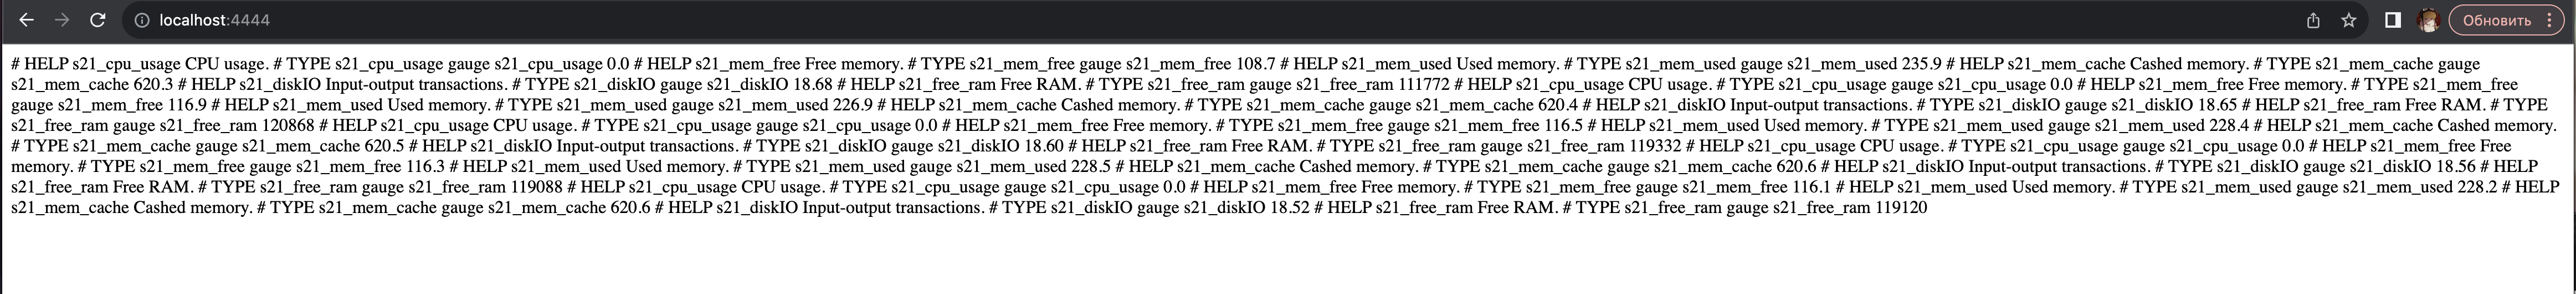 localhost:4444
Обновить
# HELP s21_cpu_usage CPU usage. # TYPE s21_cpu_usage gauge s21_cpu_usage 0.0 # HELP s21_mem_free Free memory. # TYPE s21_mem_free gauge s21_mem_free 108.7 # HELP s21_mem_used Used memory. # TYPE s21_mem_used gauge s21_mem_used 235.9 # HELP s21_mem_cache Cashed memory. # TYPE s21_mem_cache gauge
s21_mem_cache 620.3 # HELP s21_diskIO Input-output transactions. # TYPE s21_diskIO gauge s21_diskIO 18.68 # HELP s21_free_ram Free RAM. # TYPE s21_free_ram gauge s21_free_ram 111772 # HELP s21_cpu_usage CPU usage. # TYPE s21_cpu_usage gauge s21_cpu_usage 0.0 # HELP s21_mem_free Free memory. # TYPE s21_mem_free
gauge s21_mem_free 116.9 # HELP s21_mem_used Used memory. # TYPE s21_mem_used gauge s21_mem_used 226.9 # HELP s21_mem_cache Cashed memory. # TYPE s21_mem_cache gauge s21_mem_cache 620.4 # HELP s21_diskIO Input-output transactions. # TYPE s21_diskIO gauge s21_diskIO 18.65 # HELP s21_free_ram Free RAM. # TYPE
s21_free_ram gauge s21_free_ram 120868 # HELP s21_cpu_usage CPU usage. # TYPE s21_cpu_usage gauge s21_cpu_usage 0.0 # HELP s21_mem_free Free memory. # TYPE s21_mem_free gauge s21_mem_free 116.5 # HELP s21_mem_used Used memory. # TYPE s21_mem_used gauge s21_mem_used 228.4 # HELP s21_mem_cache Cashed memory.
# TYPE s21_mem_cache gauge s21_mem_cache 620.5 # HELP s21_diskIO Input-output transactions. # TYPE s21_diskIO gauge s21_diskIO 18.60 # HELP s21_free_ram Free RAM. # TYPE s21_free_ram gauge s21_free_ram 119332 # HELP s21_cpu_usage CPU usage. # TYPE s21_cpu_usage gauge s21_cpu_usage 0.0 # HELP s21_mem_free Free
memory. # TYPE s21_mem_free gauge s21_mem_free 116.3 # HELP s21_mem_used Used memory. # TYPE s21_mem_used gauge s21_mem_used 228.5 # HELP s21_mem_cache Cashed memory. # TYPE s21_mem_cache gauge s21_mem_cache 620.6 # HELP s21_diskIO Input-output transactions. # TYPE s21_diskIO gauge s21_diskIO 18.56 # HELP
s21_free_ram Free RAM. # TYPE s21_free_ram gauge s21_free_ram 119088 # HELP s21_cpu_usage CPU usage. # TYPE s21_cpu_usage gauge s21_cpu_usage 0.0 # HELP s21_mem_free Free memory. # TYPE s21_mem_free gauge s21_mem_free 116.1 # HELP s21_mem_used Used memory. # TYPE s21_mem_used gauge s21_mem_used 228.2 # HELP
s21_mem_cache Cashed memory. # TYPE s21_mem_cache gauge s21_mem_cache 620.6 # HELP s21_diskIO Input-output transactions. # TYPE s21_diskIO gauge s21_diskIO 18.52 # HELP s21_free_ram Free RAM. # TYPE s21_free_ram gauge s21_free_ram 119120